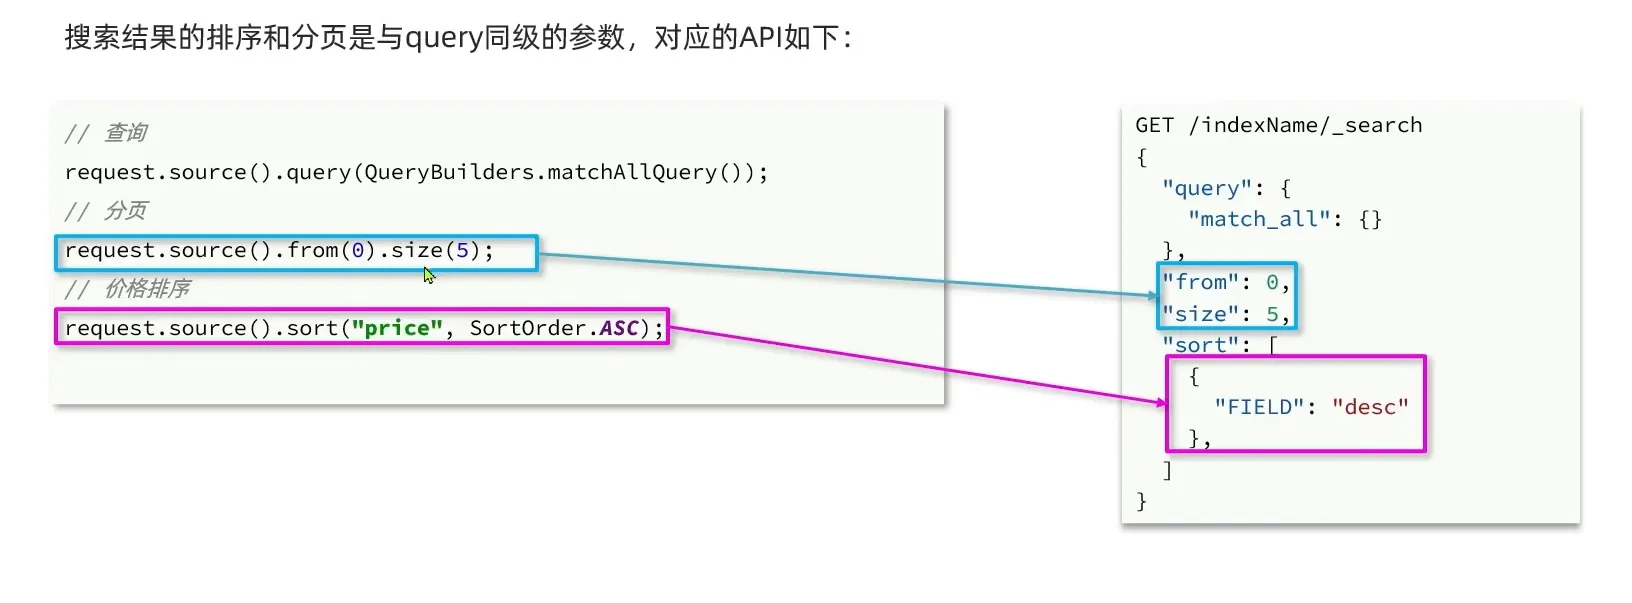 搜索结果的排序和分页是与query同级的参数，对应的API如下：
// 查询
request.source().query(QueryBuilders.matchAllQuery());
// 分页
request.source().from(0).size(5);
// 价格排序
request.source().sort("price", SortOrder.ASC);
GET /indexName/_search
{
"query": {
"match_all": {}
},
"from": 0,
"size": 5,
"sort": [
{
"FIELD": "desc"
},
]
}